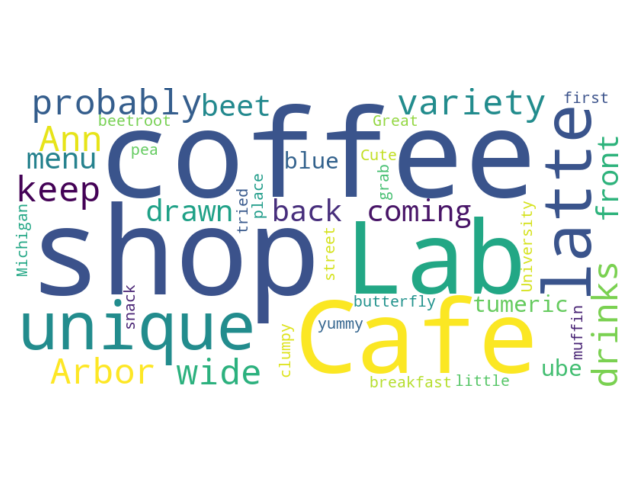 probably
beet
variety
first
beetroot
Great
Ann
coffee
latte
menu
pea
blue
Cute
grab
front
keep
drawn
tried
place
back
coming
Michigan
shop
street
Lab
University
unique
snack
butterfly
tumeric
drinks
yummy
Cafe
muffin
clumpy
Arbor
wide
breakfast
little
ube